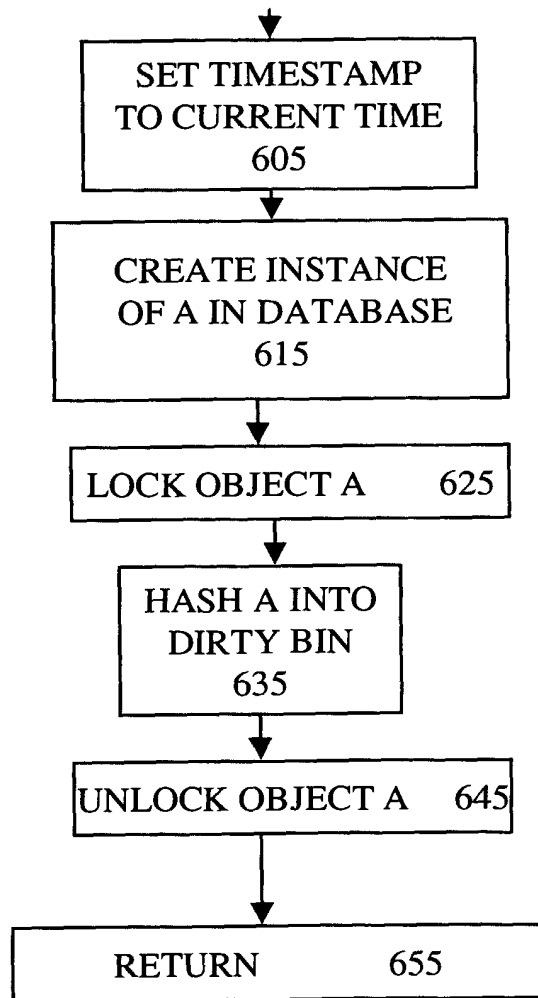 SET TIMESTAMP
TO CURRENT TIME
605
CREATE INSTANCE
OF A IN DATABASE
615
LOCK OBJECT A 625
HASH A INTO
DIRTY BIN
635
UNLOCK OBJECT A 645
RETURN 655